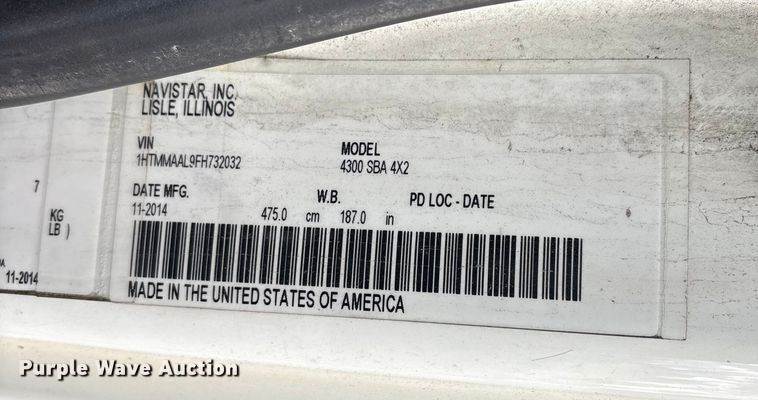 NAVISTAR, INC.
LISLE, ILLINOIS
VIN
1HTMMAAL9FH732032
MODEL
4300 SBA 4X2
DATE MFG.
11-2014
W.B.
475.0 cm 187.0 in
PD LOC - DATE
MADE IN THE UNITED STATES OF AMERICA
7
KG
LB )
11-2014
Purple Wave Auction